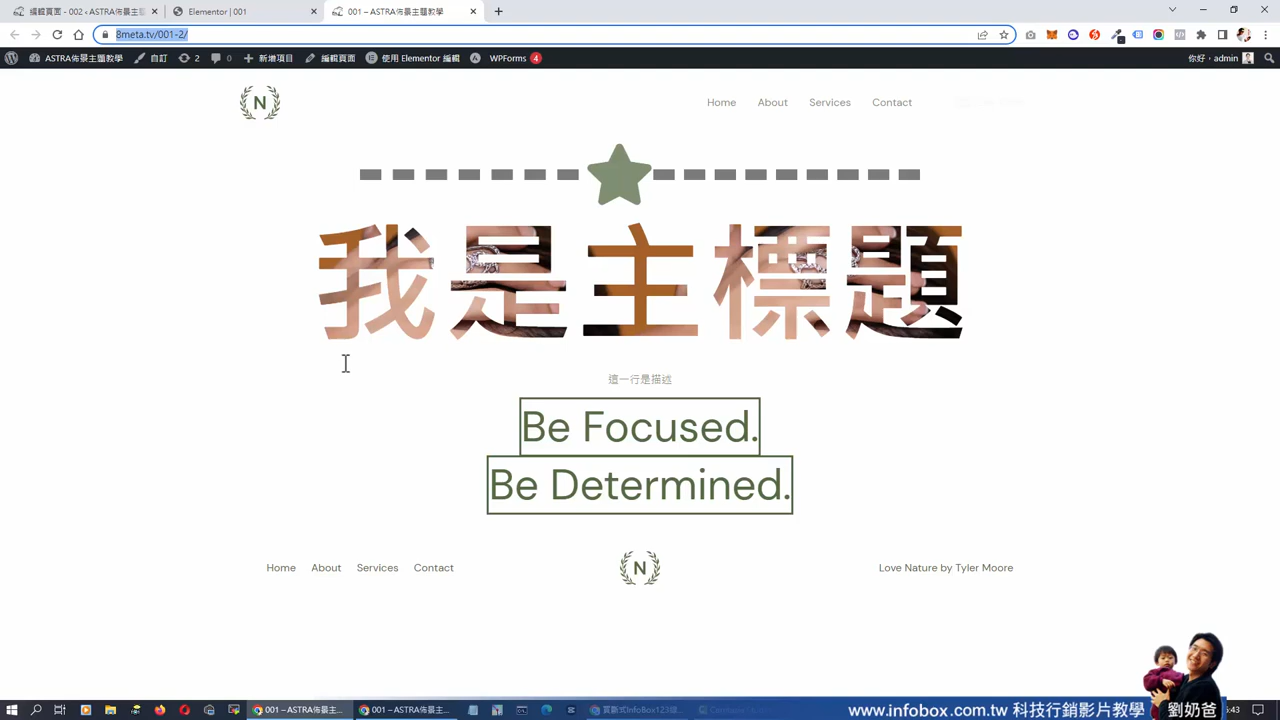 編輯頁面 - 002 ‹ ASTRA佈景主題
Elementor | 001
001 – ASTRA佈景主題教學
8meta.tv/001-2/
ASTRA佈景主題教學
自訂
2
0
新增項目
編輯頁面
使用 Elementor 編輯
WPForms 4
你好，admin
N
Home
About
Services
Contact
我是主標題
這一行是描述
Be Focused.
Be Determined.
Home
About
Services
Contact
N
Love Nature by Tyler Moore
001 – ASTRA佈景主...
001 – ASTRA佈景主...
www.infobox.com.tw 科技行銷影片教學 劉奶爸
5:43